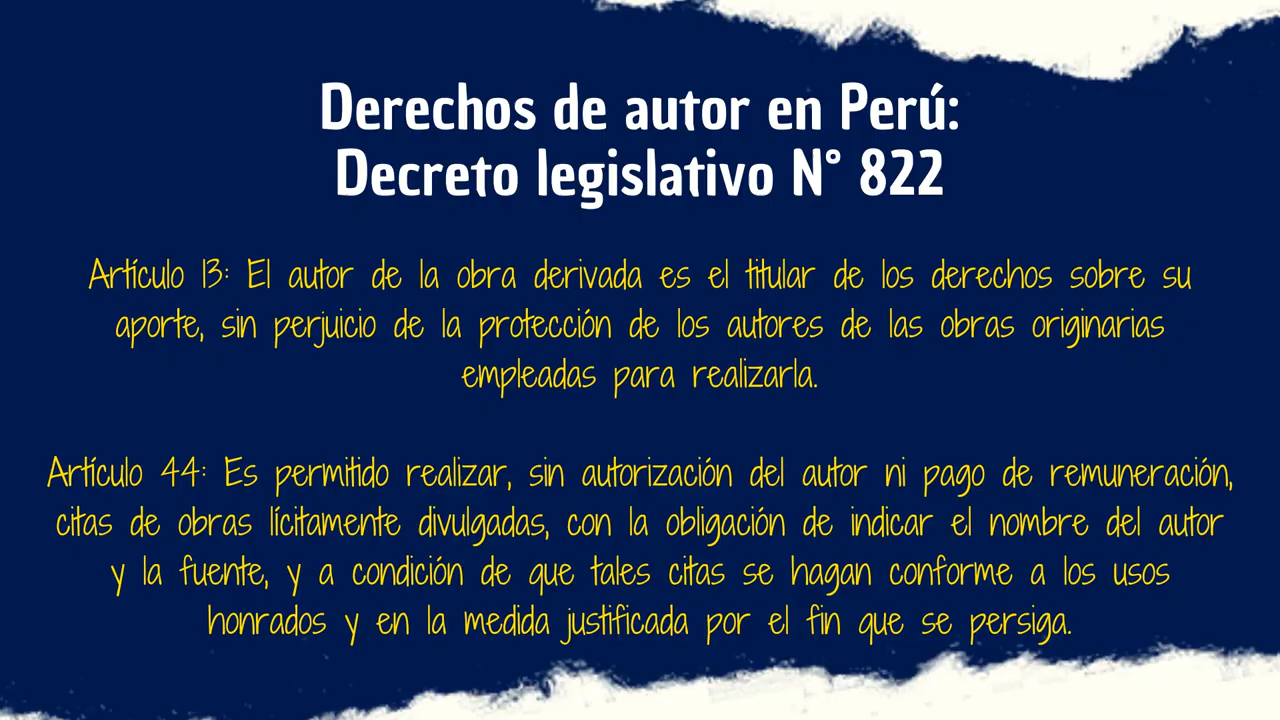 Derechos de autor en Perú:
Decreto legislativo N° 822
Artículo 13: El autor de la obra derivada es el titular de los derechos sobre su
aporte, sin perjuicio de la protección de los autores de las obras originarias
empleadas para realizarla.
Artículo 44: Es permitido realizar, sin autorización del autor ni pago de remuneración,
citas de obras lícitamente divulgadas, con la obligación de indicar el nombre del autor
y la fuente, y a condición de que tales citas se hagan conforme a los usos
honrados y en la medida justificada por el fin que se persiga.